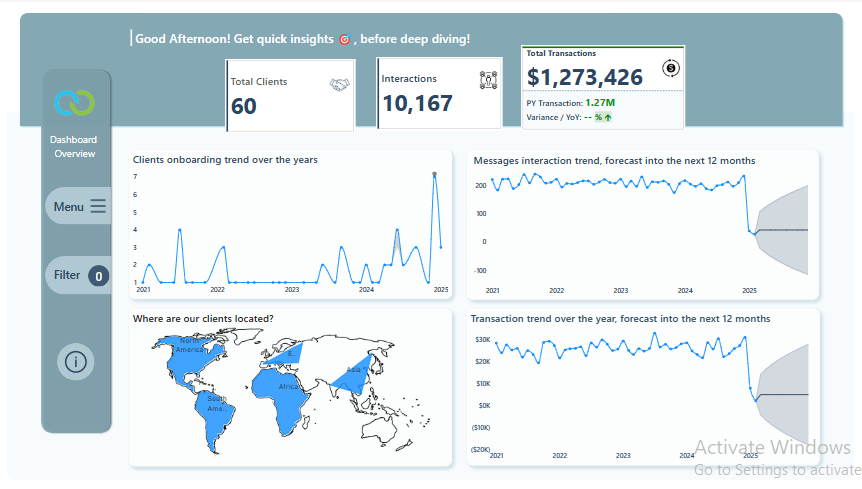 Good Afternoon! Get quick insights 🎯 , before deep diving!
Total Clients
60
Interactions
10,167
Total Transactions
$1,273,426
PY Transaction: 1.27M
Variance / YoY: -- % ↑
Dashboard
Overview
Menu
Filter 0
Clients onboarding trend over the years
7
6
5
4
3
2
1
2021 2022 2023 2024 2025
Messages interaction trend, forecast into the next 12 months
200
100
0
-100
2021 2022 2023 2024 2025
Where are our clients located?
North
America
E...
Asia
Africa
South
Ame...
Transaction trend over the year, forecast into the next 12 months
$30K
$20K
$10K
$0K
($10K)
($20K)
2021 2022 2023 2024 2025
Activate Windows
Go to Settings to activate